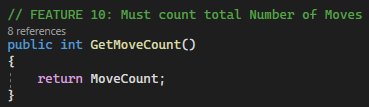 // FEATURE 10: Must count total Number of Moves
8 references
public int GetMoveCount()
{
    return MoveCount;
}